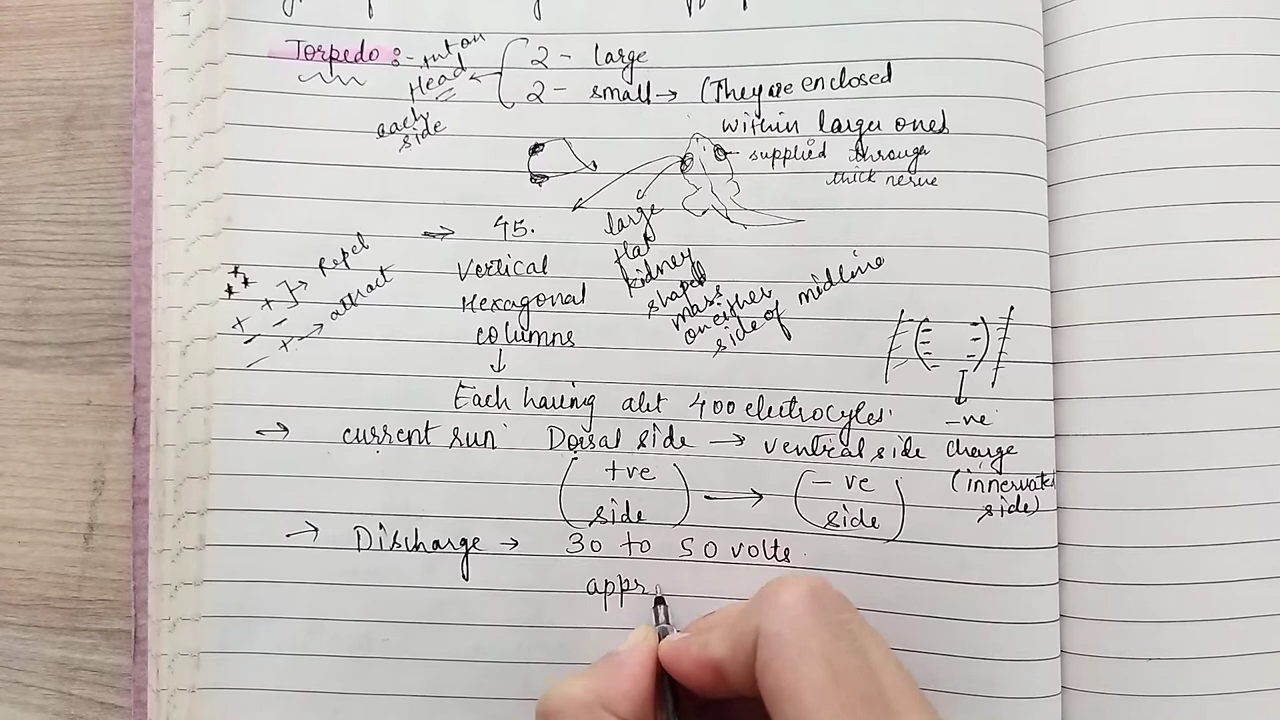 Torpedo :- put on { 2 - large
Head ← 2 - small → (They are enclosed
each side
within larger ones
supplied through
thick nerve
→ 45.
Vertical
Hexagonal
columns
large
flat
kidney
shaped
mass
on either
side of midline
+ + } → Repel
- -
- + → attract
↓
Each having abt 400 electrocytes.
-ve
charge
(innervated
side)
→ current run Dorsal side → ventral side
(+ve side) → (-ve side)
→ Discharge → 30 to 50 volts.
appr